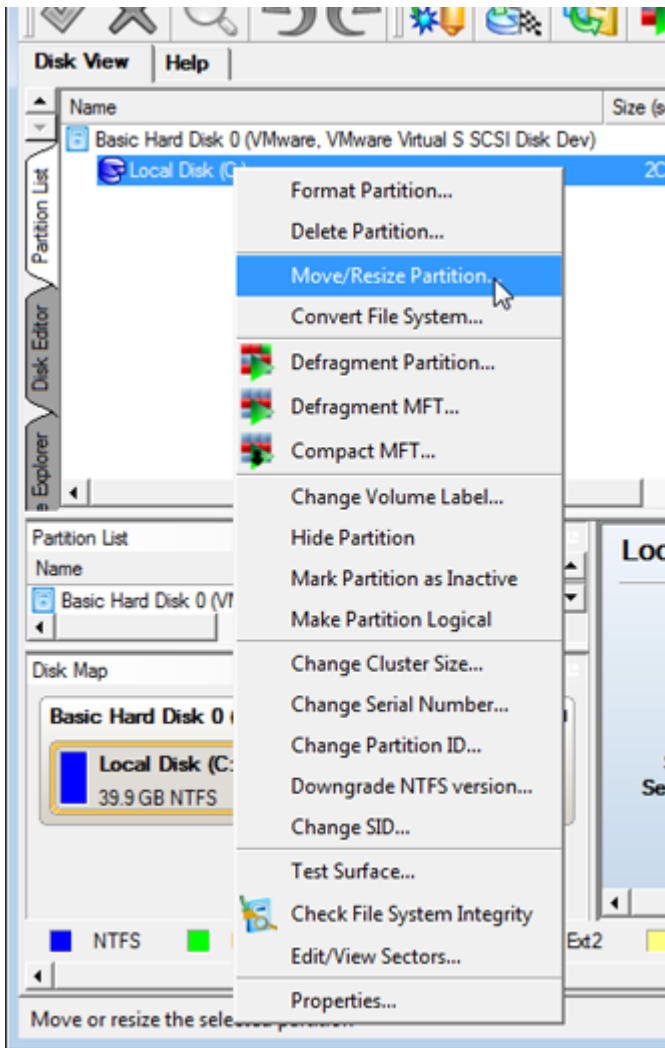 Disk View
Help
Name
Size (s
Basic Hard Disk 0 (VMware, VMware Virtual S SCSI Disk Dev)
Local Disk (C:)
Partition List
Disk Editor
Explorer
Format Partition...
Delete Partition...
Move/Resize Partition...
Convert File System...
Defragment Partition...
Defragment MFT...
Compact MFT...
Change Volume Label...
Hide Partition
Mark Partition as Inactive
Make Partition Logical
Change Cluster Size...
Change Serial Number...
Change Partition ID...
Downgrade NTFS version...
Change SID...
Test Surface...
Check File System Integrity
Edit/View Sectors...
Properties...
Partition List
Name
Basic Hard Disk 0 (VM
Loc
Disk Map
Basic Hard Disk 0 (
Local Disk (C:
39.9 GB NTFS
Se
NTFS
Ext2
Move or resize the selected partition